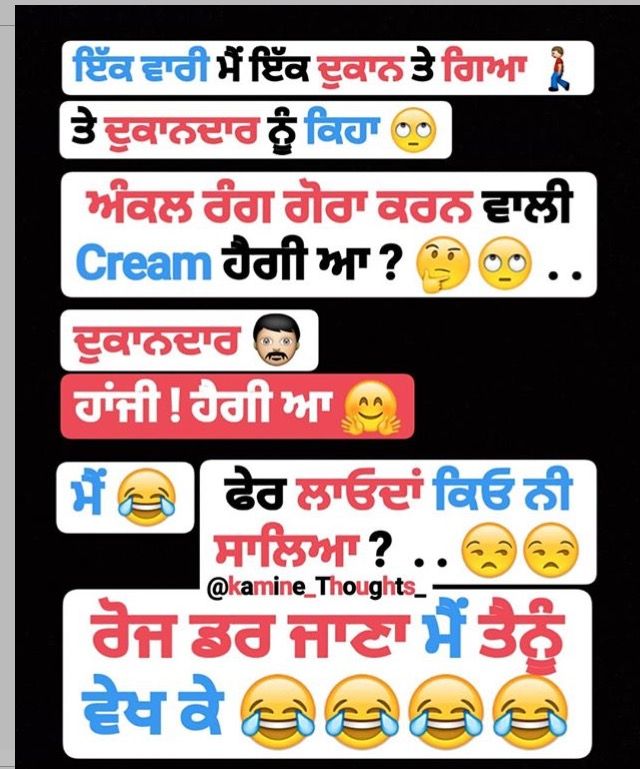 ਇੱਕ ਵਾਰੀ ਮੈਂ ਇੱਕ ਦੁਕਾਨ ਤੇ ਗਿਆ 🚶
ਤੇ ਦੁਕਾਨਦਾਰ ਨੂੰ ਕਿਹਾ 🙄
ਅੰਕਲ ਰੰਗ ਗੋਰਾ ਕਰਨ ਵਾਲੀ
Cream ਹੈਗੀ ਆ ? 🤔🙄 . .
ਦੁਕਾਨਦਾਰ 👨
ਹਾਂਜੀ ! ਹੈਗੀ ਆ 🤗
ਮੈਂ 😂
ਫੇਰ ਲਾਓਦਾਂ ਕਿਓ ਨੀ
ਸਾਲਿਆ ? . . 😒😒
@kamine_Thoughts_
ਰੋਜ ਡਰ ਜਾਣਾ ਮੈਂ ਤੈਨੂੰ
ਵੇਖ ਕੇ 😂😂😂😂